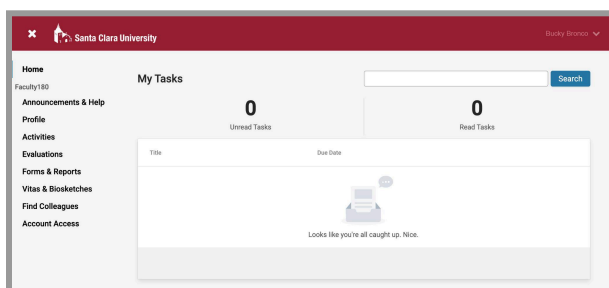 Santa Clara University
Bucky Bronco
Home
Faculty180
Announcements & Help
Profile
Activities
Evaluations
Forms & Reports
Vitas & Biosketches
Find Colleagues
Account Access
My Tasks
Search
0
Unread Tasks
0
Read Tasks
Title
Due Date
Looks like you're all caught up. Nice.